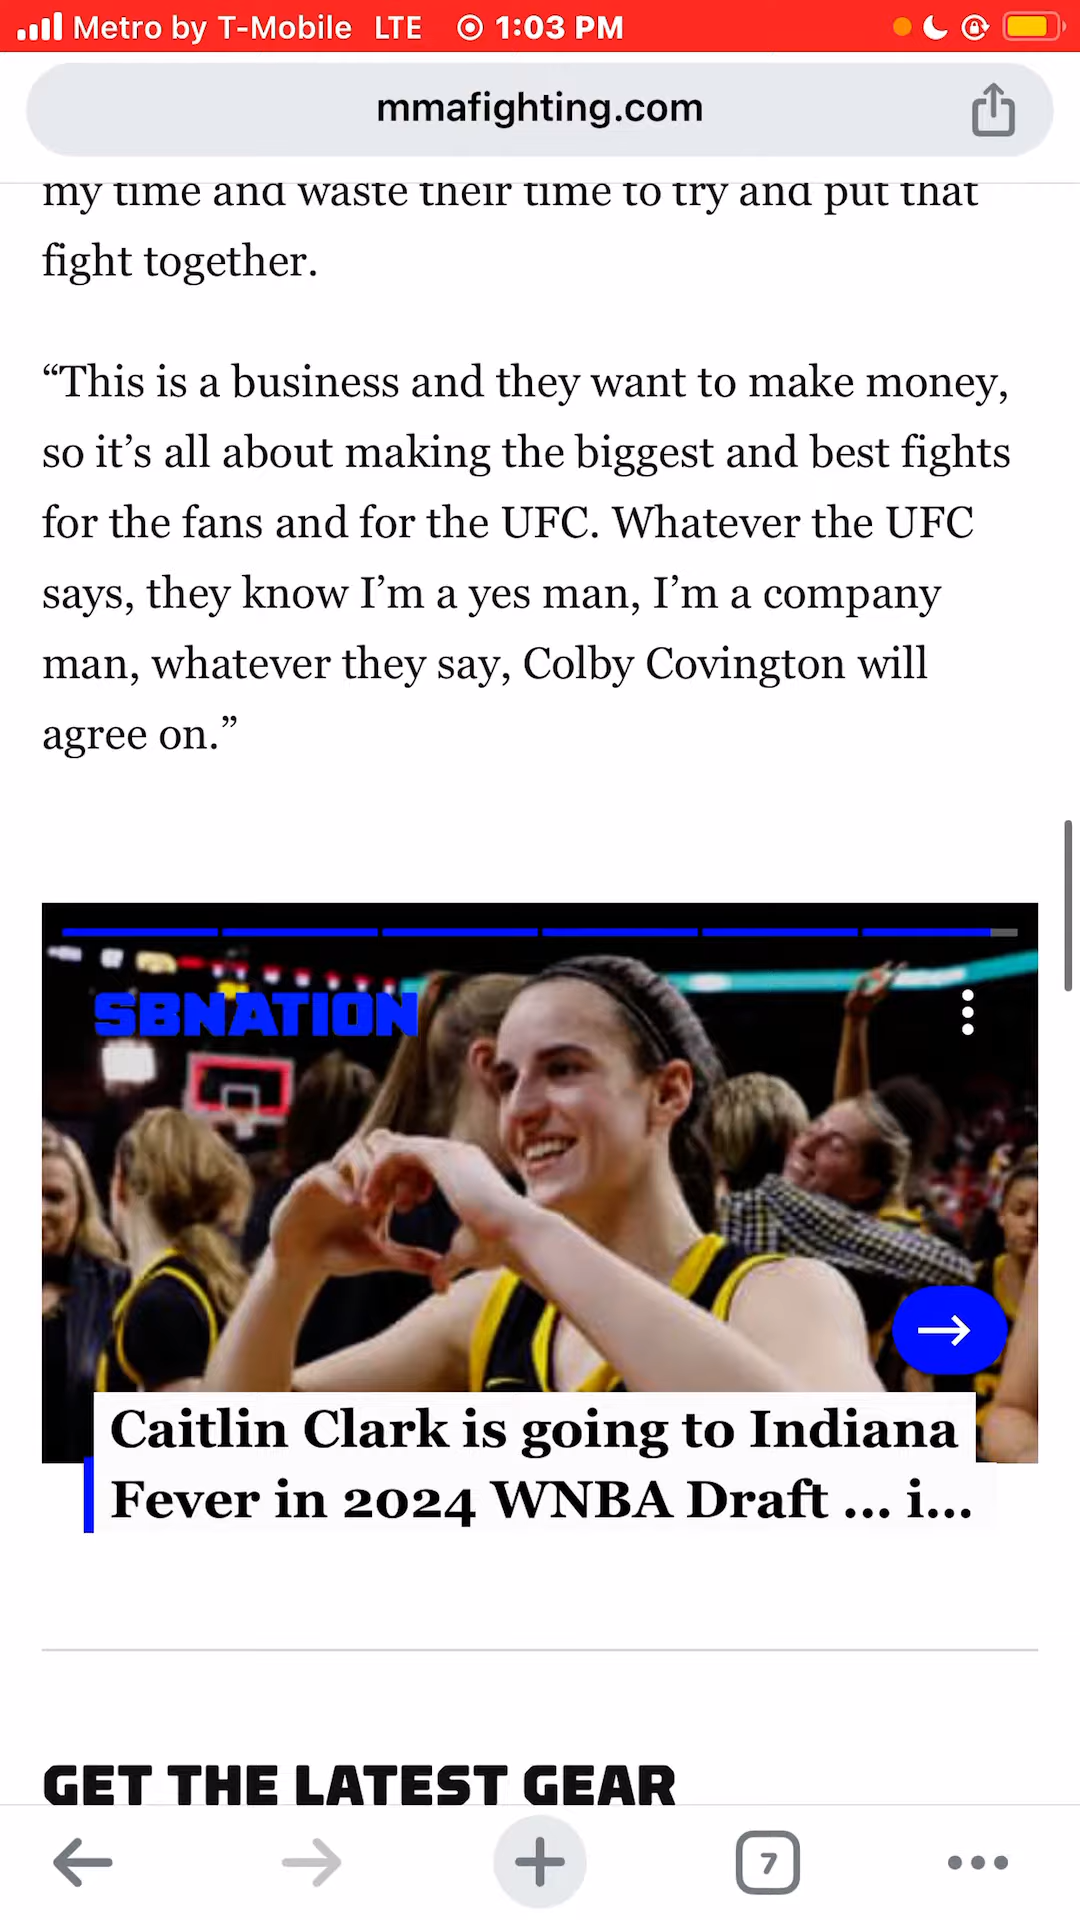 Metro by T-Mobile LTE 1:03 PM
mmafighting.com
my time and waste their time to try and put that
fight together.
“This is a business and they want to make money,
so it’s all about making the biggest and best fights
for the fans and for the UFC. Whatever the UFC
says, they know I’m a yes man, I’m a company
man, whatever they say, Colby Covington will
agree on.”
SBNATION
Caitlin Clark is going to Indiana
Fever in 2024 WNBA Draft ... i...
GET THE LATEST GEAR
7